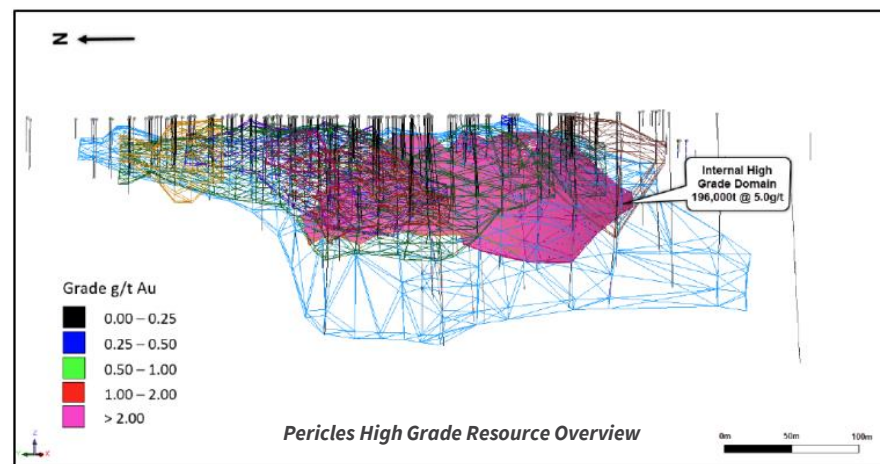 N
Internal High
Grade Domain
196,000t @ 5.0g/t
Grade g/t Au
0.00 – 0.25
0.25 – 0.50
0.50 – 1.00
1.00 – 2.00
> 2.00
Pericles High Grade Resource Overview
0m 50m 100m
Z
Y X